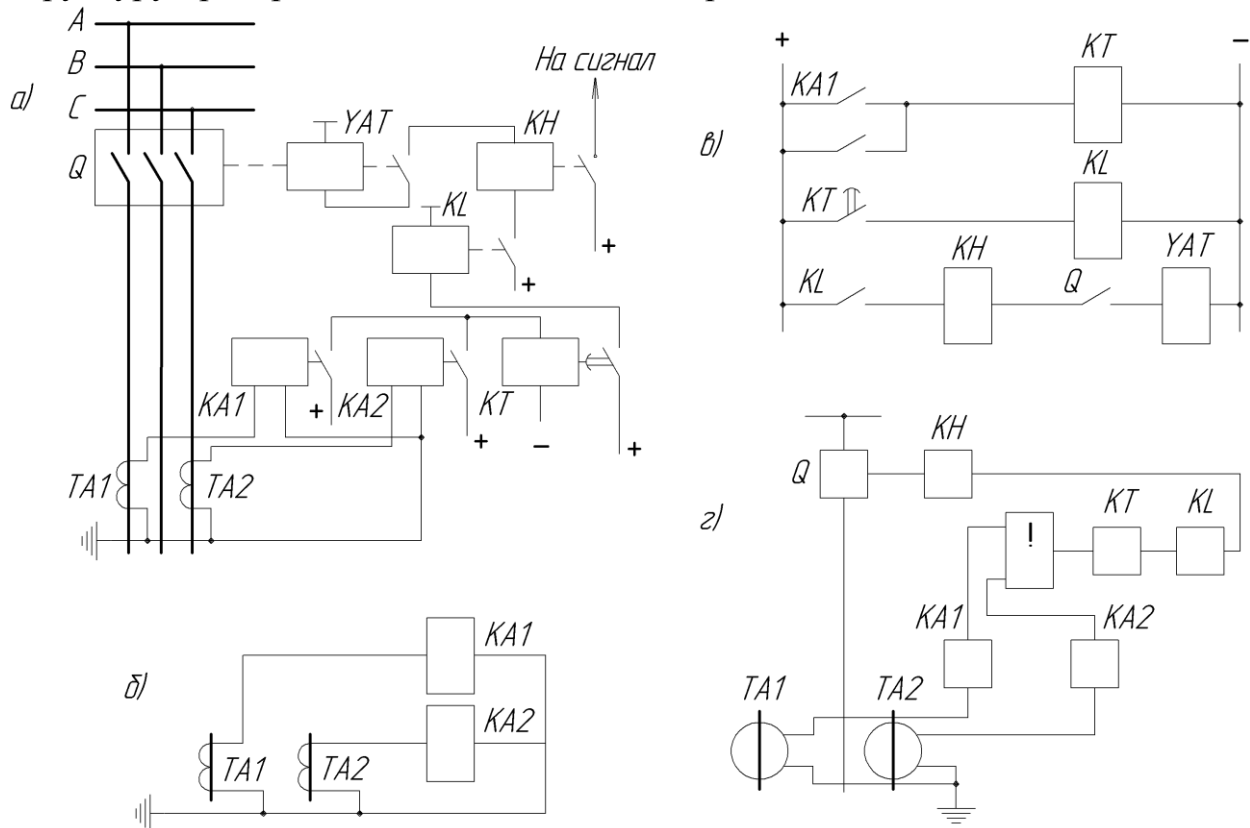 A
B
C
а)
Q
YAT
KH
На сигнал
KL
+
+
KA1
+
KA2
+
KT
−
+
TA1
TA2
б)
KA1
KA2
TA1
TA2
+
−
в)
KA1
KT
KT
KL
KL
KH
Q
YAT
г)
Q
KH
!
KT
KL
KA1
KA2
TA1
TA2